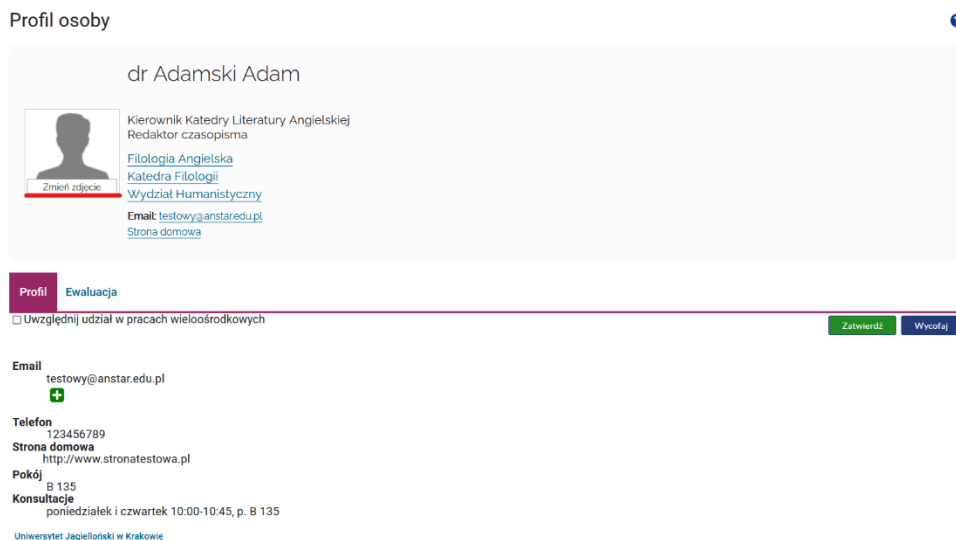 Profil osoby
dr Adamski Adam
Kierownik Katedry Literatury Angielskiej
Redaktor czasopisma
Filologia Angielska
Katedra Filologii
Wydział Humanistyczny
Zmień zdjęcie
Email: testowy@anstar.edu.pl
Strona domowa
Profil Ewaluacja
Uwzględnij udział w pracach wieloośrodkowych
Zatwierdź Wycofaj
Email
testowy@anstar.edu.pl
Telefon
123456789
Strona domowa
http://www.stronatestowa.pl
Pokój
B 135
Konsultacje
poniedziałek i czwartek 10:00-10:45, p. B 135
Uniwersytet Jagielloński w Krakowie